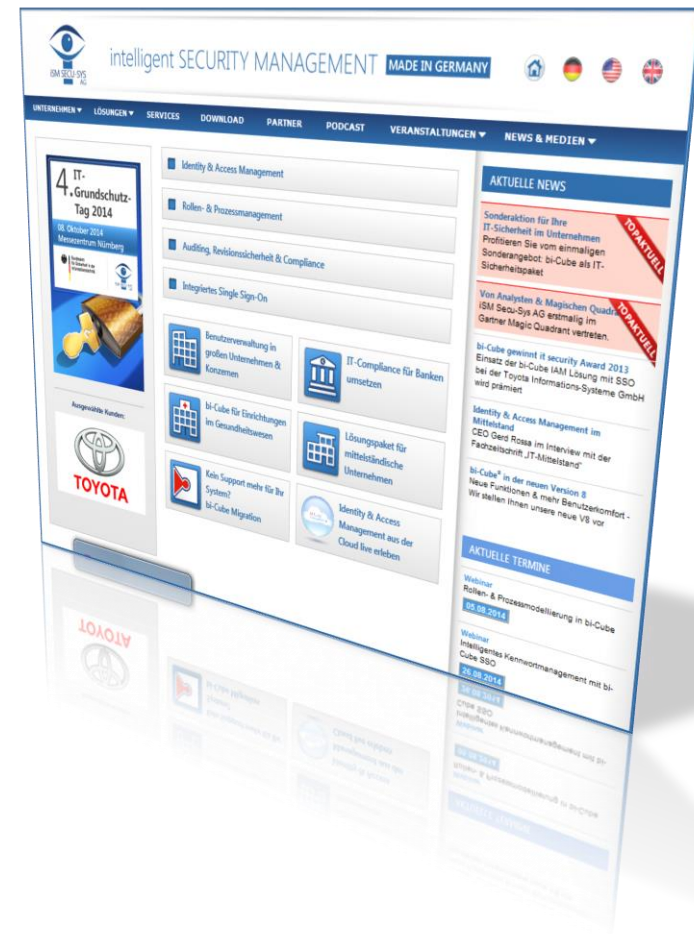 iSM SECU-SYS
AG
intelligent SECURITY MANAGEMENT
MADE IN GERMANY
UNTERNEHMEN
LÖSUNGEN
SERVICES
DOWNLOAD
PARTNER
PODCAST
VERANSTALTUNGEN
NEWS & MEDIEN
4. IT-
Grundschutz-
Tag 2014
08. Oktober 2014
Messezentrum Nürnberg
Ausgewählte Kunden:
TOYOTA
Identity & Access Management
Rollen- & Prozessmanagement
Auditing, Revisionssicherheit & Compliance
Integriertes Single Sign-On
Benutzerverwaltung in
großen Unternehmen &
Konzernen
IT-Compliance für Banken
umsetzen
bi-Cube für Einrichtungen
im Gesundheitswesen
Lösungspaket für
mittelständische
Unternehmen
Kein Support mehr für Ihr
System?
bi-Cube Migration
Identity & Access
Management aus der
Cloud live erleben
AKTUELLE NEWS
Sonderaktion für Ihre
IT-Sicherheit im Unternehmen
Profitieren Sie vom einmaligen
Sonderangebot: bi-Cube als IT-
Sicherheitspaket
TOPAKTUELL
Von Analysten & Magischen
iSM Secu-Sys AG erstmalig im
Gartner Magic Quadrant vertreten.
TOPAKTUELL
bi-Cube gewinnt it security Award 2013
Einsatz der bi-Cube IAM Lösung mit SSO
bei der Toyota Informations-Systeme GmbH
wird prämiert
Identity & Access Management im
Mittelstand
CEO Gerd Rossa im Interview mit der
Fachzeitschrift „IT-Mittelstand"
bi-Cube® in der neuen Version 8
Neue Funktionen & mehr Benutzerkomfort -
Wir stellen Ihnen unsere neue V8 vor
AKTUELLE TERMINE
Webinar
Rollen- & Prozessmodellierung in bi-Cube
05.08.2014
Webinar
Intelligentes Kennwortmanagement mit bi-
Cube SSO
26.08.2014